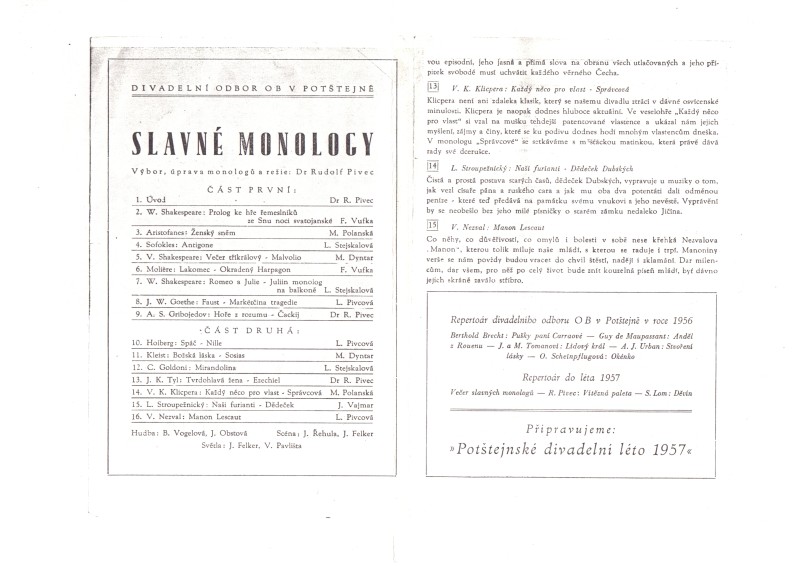 DIVADELNÍ ODBOR OB V POTŠTEJNĚ
SLAVNÉ MONOLOGY
Výbor, úprava monologů a režie: Dr Rudolf Pivec
ČÁST PRVNÍ:
1. Úvod Dr R. Pivec
2. W. Shakespeare: Prolog ke hře řemeslníků
ze Snu noci svatojanské F. Vufka
3. Aristofanes: Ženský sněm M. Polanská
4. Sofokles: Antigone L. Stejskalová
5. V. Shakespeare: Večer tříkrálový - Malvolio M. Dyntar
6. Molière: Lakomec - Okradený Harpagon F. Vufka
7. W. Shakespeare: Romeo a Julie - Juliin monolog
na balkoně L. Stejskalová
8. J. W. Goethe: Faust - Markétčina tragedie L. Pivcová
9. A. S. Gribojedov: Hoře z rozumu - Čackij Dr R. Pivec
ČÁST DRUHÁ:
10. Holberg: Spáč - Nille L. Pivcová
11. Kleist: Božská láska - Sosias M. Dyntar
12. C. Goldoni: Mirandolina L. Stejskalová
13. J. K. Tyl: Tvrdohlavá žena - Ezechiel Dr R. Pivec
14. V. K. Klicpera: Každý něco pro vlast - Správcová M. Polanská
15. L. Stroupežnický: Naši furianti - Dědeček J. Vajmar
16. V. Nezval: Manon Lescaut L. Pivcová
Hudba: B. Vogelová, J. Obstová Scéna: J. Řehula, J. Felker
Světla: J. Felker, V. Pavlišta
vou episodní, jeho jasná a přímá slova na obranu všech utlačovaných a jeho pří-
pitek svobodě musí uchvátit každého věrného Čecha.
13 V. K. Klicpera: Každý něco pro vlast - Správcová
Klicpera není ani zdaleka klasik, který se našemu divadlu ztrácí v dávné osvícenské
minulosti. Klicpera je naopak dodnes hluboce aktuální. Ve veselohře „Každý něco
pro vlast" si vzal na mušku tehdejší patentované vlastence a ukázal nám jejich
myšlení, zájmy a činy, které se ku podivu dodnes hodí mnohým vlastencům dneška.
V monologu „Správcové" se setkáváme s měšťáckou matinkou, která právě dává
rady své dcerušce.
14 L. Stroupežnický: Naši furianti - Dědeček Dubských
Čistá a prostá postava starých časů, dědeček Dubských, vypravuje u muziky o tom,
jak vezl císaře pána a ruského cara a jak mu oba dva potentáti dali odměnou
peníze - které teď předává na památku svému vnukovi a jeho nevěstě. Vyprávění
by se neobešlo bez jeho milé písničky o starém zámku nedaleko Jičína.
15 V. Nezval: Manon Lescaut
Co něhy, co důvěřivosti, co omylů i bolesti v sobě nese křehká Nezvalova
„Manon", kterou tolik miluje naše mládí, s kterou se raduje i trpí. Manoniny
verše se nám povždy budou vracet do chvil štěstí, nadějí i zklamání. Dar milen-
cům, dar všem, pro něž po celý život bude znít kouzelná píseň mládí, byť dávno
jejich skráně zaválo stříbro.
Repertoár divadelního odboru OB v Potštejně v roce 1956
Berthold Brecht: Pušky paní Carraové — Guy de Maupassant: Anděl
z Rouenu — J. a M. Tomanová: Lidový král — A. J. Urban: Stvoření
lásky — O. Scheinpflugová: Okénko
Repertoár do léta 1957
Večer slavných monologů — R. Pivec: Vítězná paleta — S. Lom: Děvín
Připravujeme:
»Potštejnské divadelní léto 1957«